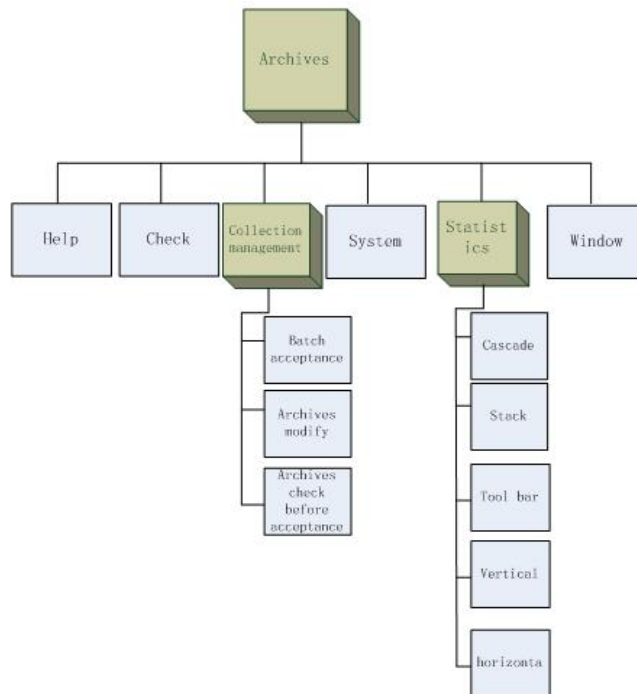 Archives
Help
Check
Collection
management
System
Statist
ics
Window
Batch
acceptance
Archives
modify
Archives
check
before
acceptance
Cascade
Stack
Tool bar
Vertical
horizonta